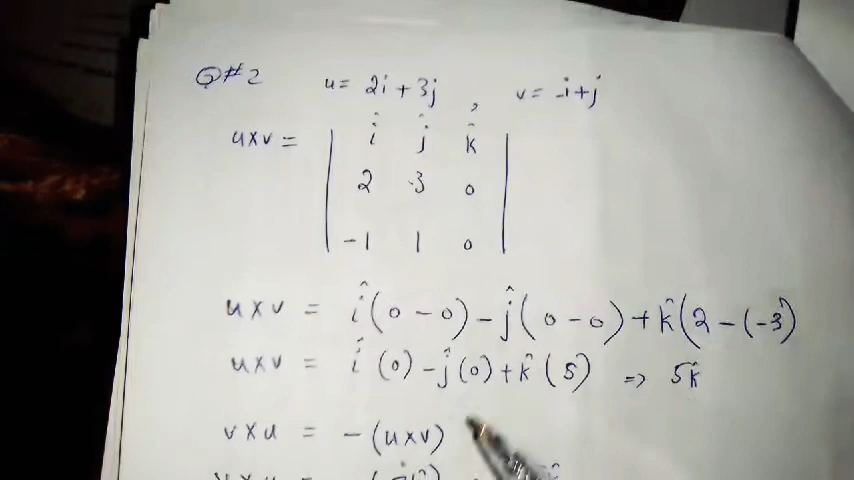 Q#2 u= 2i + 3j , v= -i+j
u×v = | î ĵ k̂ |
2 3 0
-1 1 0
u×v = î(0-0) - ĵ(0-0) + k̂(2-(-3))
u×v = î(0) - ĵ(0) + k̂(5) => 5k̂
v×u = -(u×v)
v×u =